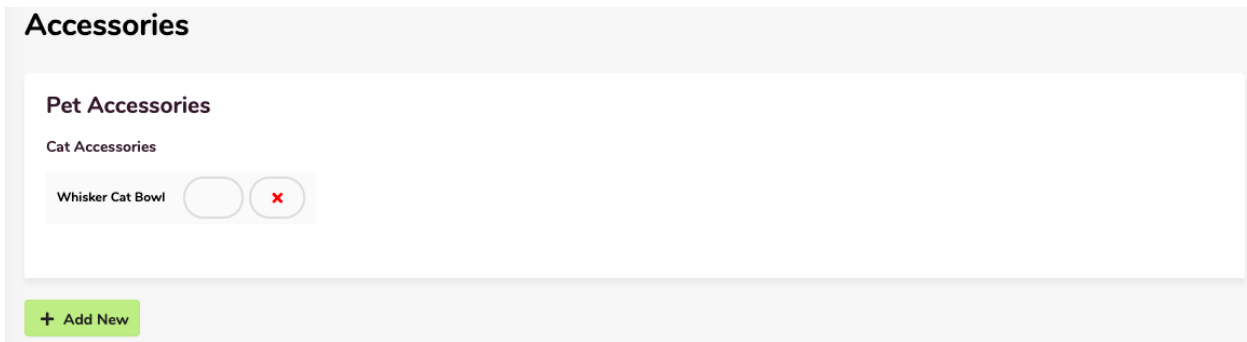 Accessories
Pet Accessories
Cat Accessories
Whisker Cat Bowl
Add New